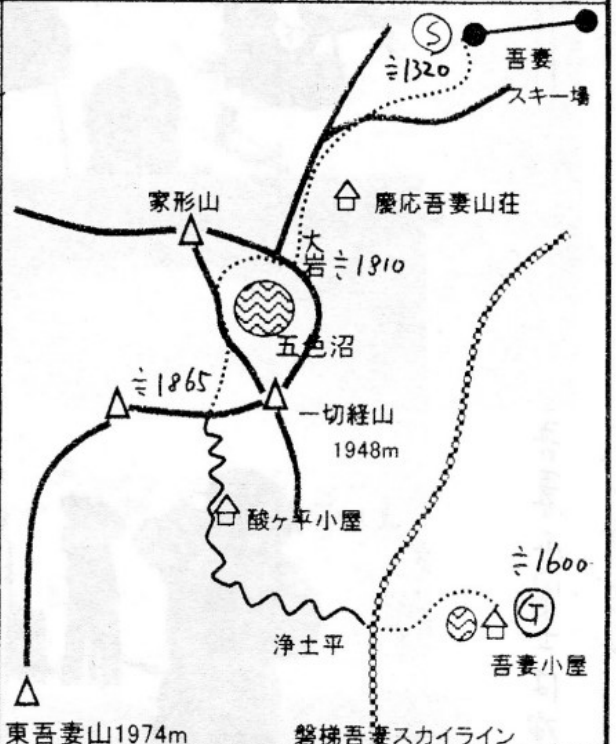 S
≒1320
吾妻
スキー場
家形山
慶応吾妻山荘
大岩
≒1810
五色沼
≒1865
一切経山
1948m
酸ヶ平小屋
≒1600
G
浄土平
吾妻小屋
東吾妻山1974m
磐梯吾妻スカイライン